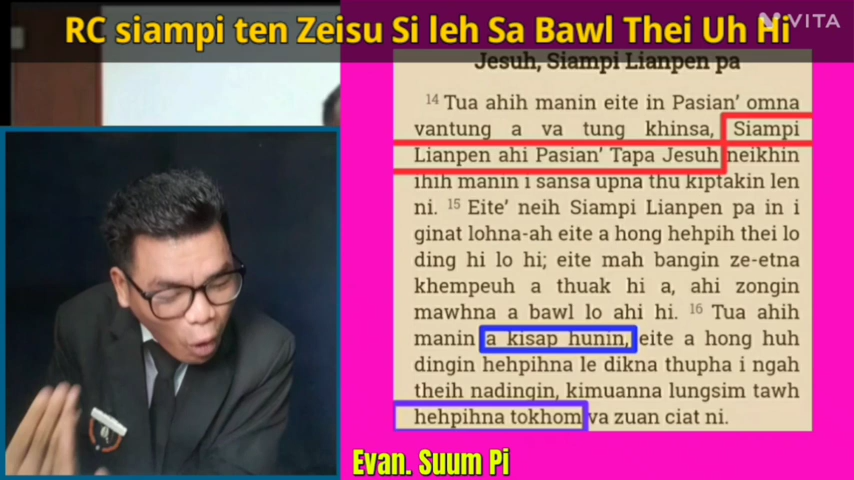 RC siampi ten Zeisu Si leh Sa Bawl Thei Uh Hi
VITA
Jesuh, Siampi Lianpen pa
14 Tua ahih manin eite in Pasian' omna
vantung a va tung khinsa, Siampi
Lianpen ahi Pasian' Tapa Jesuh neikhin
ihih manin i sansa upna thu kiptakin len
ni. 15 Eite' neih Siampi Lianpen pa in i
ginat lohna-ah eite a hong hehpih thei lo
ding hi lo hi; eite mah bangin ze-etna
khempeuh a thuak hi a, ahi zongin
mawhna a bawl lo ahi hi. 16 Tua ahih
manin a kisap hunin, eite a hong huh
dingin hehpihna le dikna thupha i ngah
theih nadingin, kimuanna lungsim tawh
hehpihna tokhom va zuan ciat ni.
Evan. Suum Pi